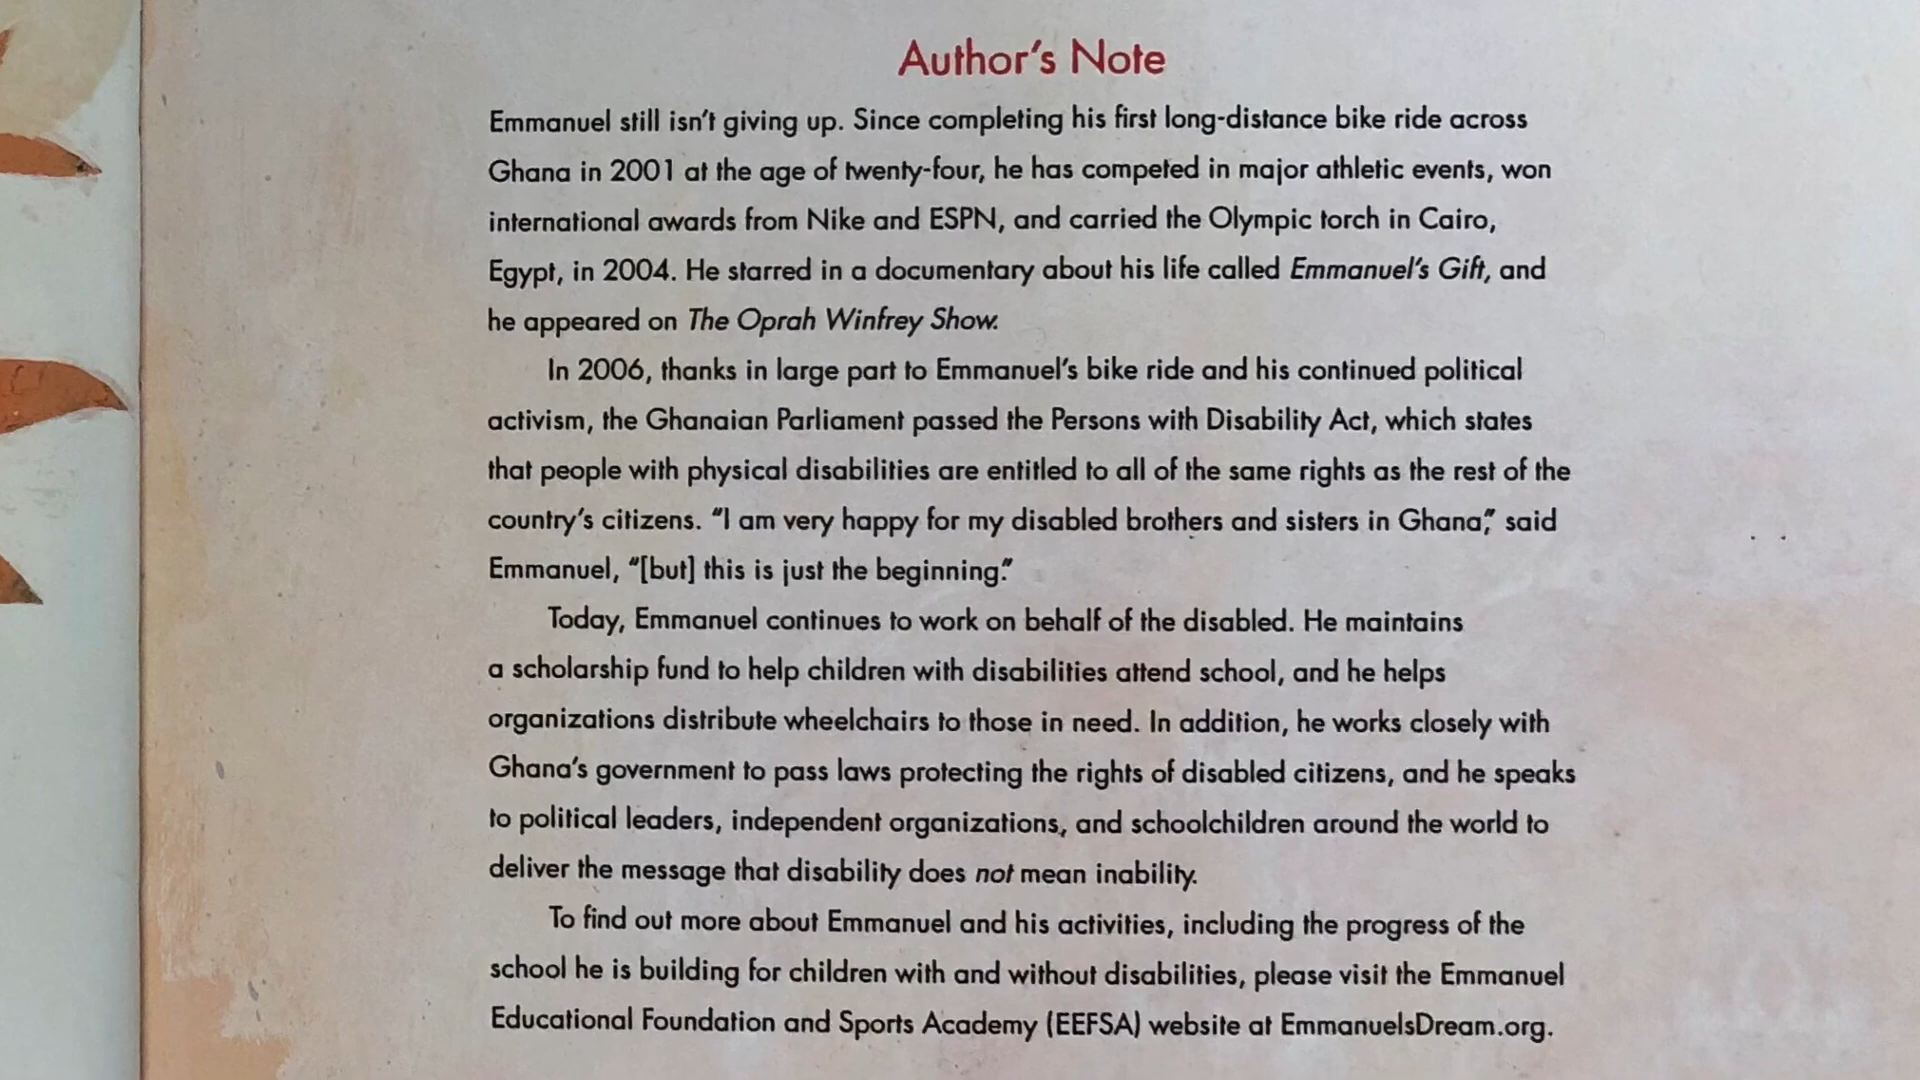 Author's Note
Emmanuel still isn't giving up. Since completing his first long-distance bike ride across
Ghana in 2001 at the age of twenty-four, he has competed in major athletic events, won
international awards from Nike and ESPN, and carried the Olympic torch in Cairo,
Egypt, in 2004. He starred in a documentary about his life called Emmanuel's Gift, and
he appeared on The Oprah Winfrey Show.
In 2006, thanks in large part to Emmanuel's bike ride and his continued political
activism, the Ghanaian Parliament passed the Persons with Disability Act, which states
that people with physical disabilities are entitled to all of the same rights as the rest of the
country's citizens. "I am very happy for my disabled brothers and sisters in Ghana," said
Emmanuel, "[but] this is just the beginning."
Today, Emmanuel continues to work on behalf of the disabled. He maintains
a scholarship fund to help children with disabilities attend school, and he helps
organizations distribute wheelchairs to those in need. In addition, he works closely with
Ghana's government to pass laws protecting the rights of disabled citizens, and he speaks
to political leaders, independent organizations, and schoolchildren around the world to
deliver the message that disability does not mean inability.
To find out more about Emmanuel and his activities, including the progress of the
school he is building for children with and without disabilities, please visit the Emmanuel
Educational Foundation and Sports Academy (EEFSA) website at EmmanuelsDream.org.